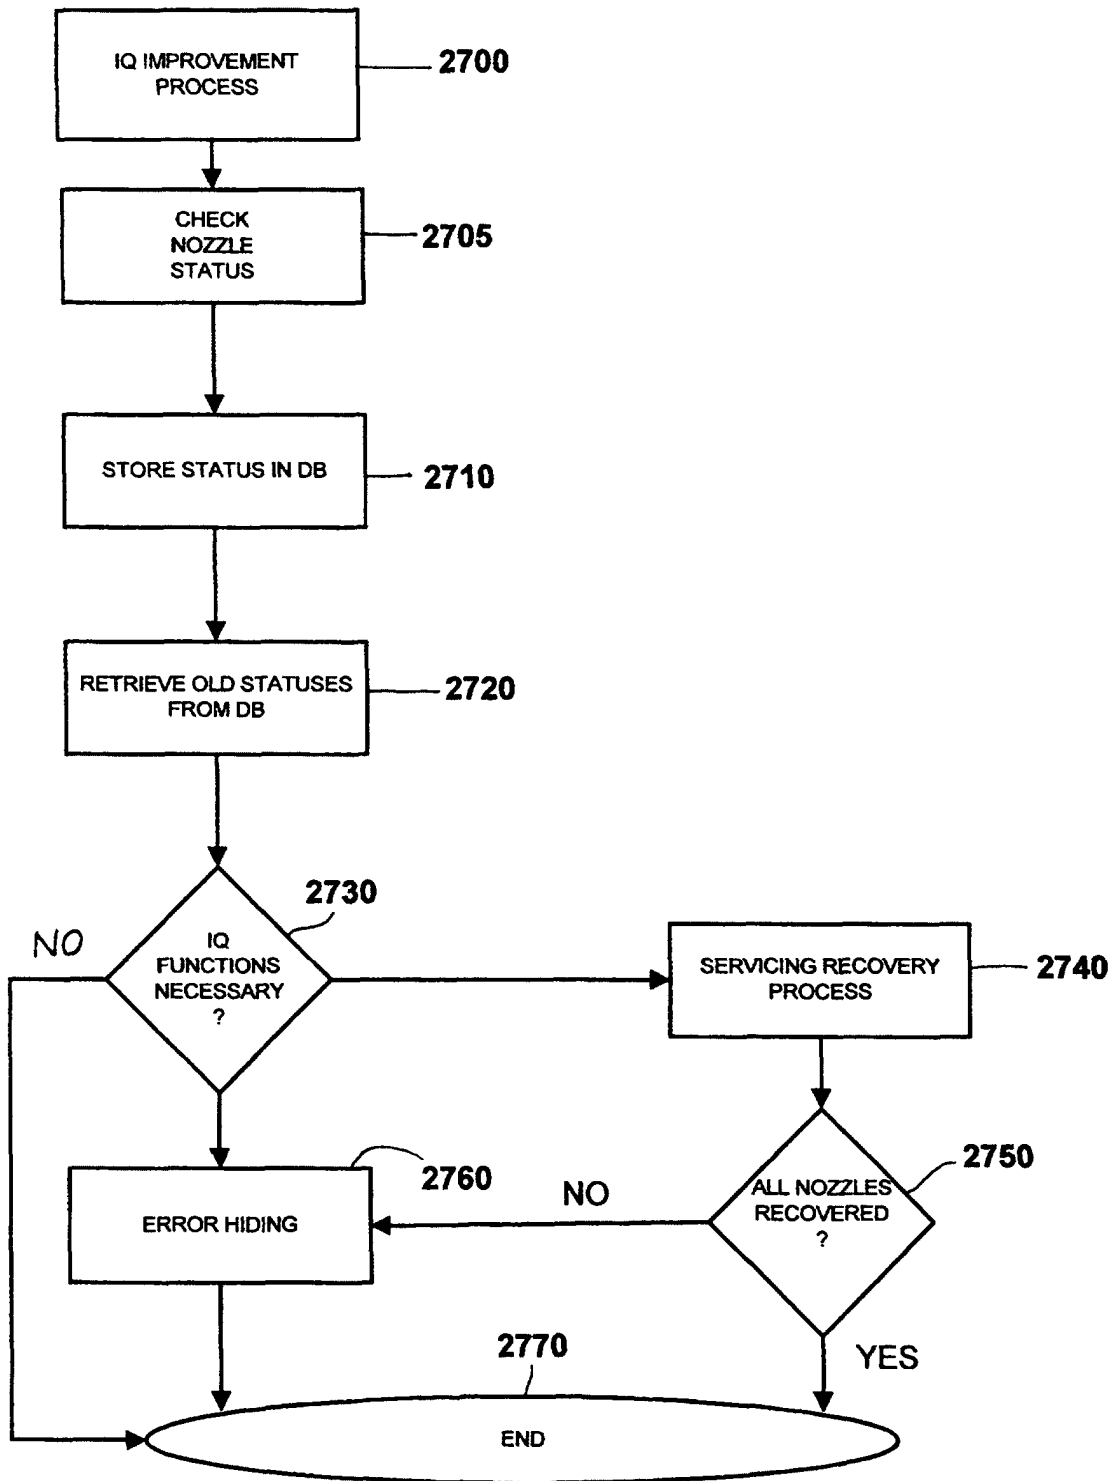 IQ IMPROVEMENT
PROCESS
2700
CHECK
NOZZLE
STATUS
2705
STORE STATUS IN DB
2710
RETRIEVE OLD STATUSES
FROM DB
2720
2730
NO
IQ
FUNCTIONS
NECESSARY
?
SERVICING RECOVERY
PROCESS
2740
2760
ERROR HIDING
NO
ALL NOZZLES
RECOVERED
?
2750
YES
2770
END